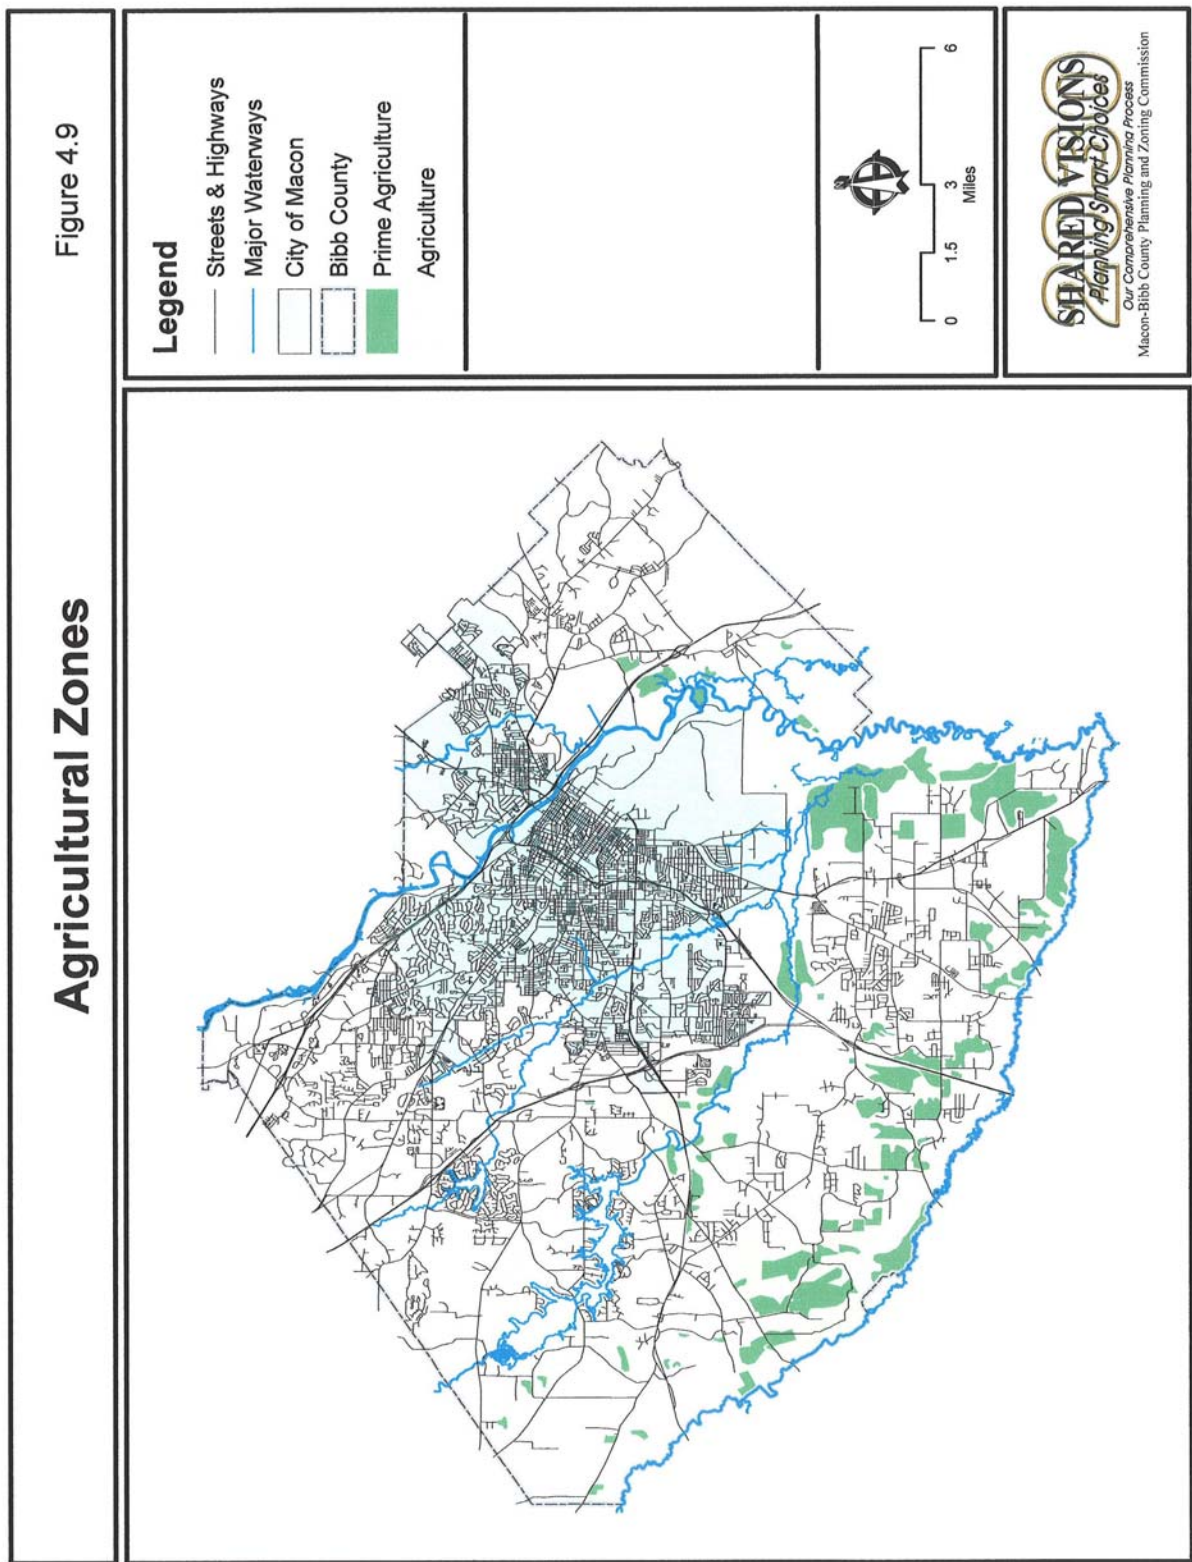 Agricultural Zones
Figure 4.9
Legend
Streets & Highways
Major Waterways
City of Macon
Bibb County
Prime Agriculture
Agriculture
0 1.5 3 6
Miles
2030
SHARED VISIONS
Planning Smart Choices
Our Comprehensive Planning Process
Macon-Bibb County Planning and Zoning Commission